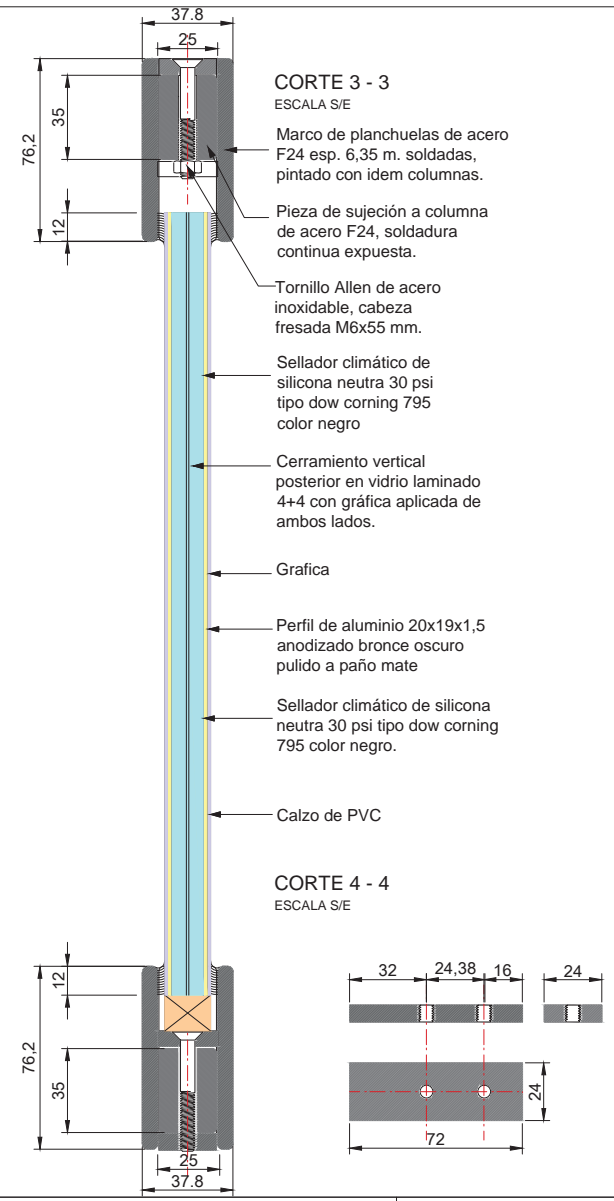 37.8
25
76,2
35
12
CORTE 3 - 3
ESCALA S/E
Marco de planchuelas de acero
F24 esp. 6,35 m. soldadas,
pintado con idem columnas.
Pieza de sujeción a columna
de acero F24, soldadura
continua expuesta.
Tornillo Allen de acero
inoxidable, cabeza
fresada M6x55 mm.
Sellador climático de
silicona neutra 30 psi
tipo dow corning 795
color negro
Cerramiento vertical
posterior en vidrio laminado
4+4 con gráfica aplicada de
ambos lados.
Grafica
Perfil de aluminio 20x19x1,5
anodizado bronce oscuro
pulido a paño mate
Sellador climático de silicona
neutra 30 psi tipo dow corning
795 color negro.
Calzo de PVC
CORTE 4 - 4
ESCALA S/E
12
76,2
35
25
37.8
32
24,38
16
24
24
72